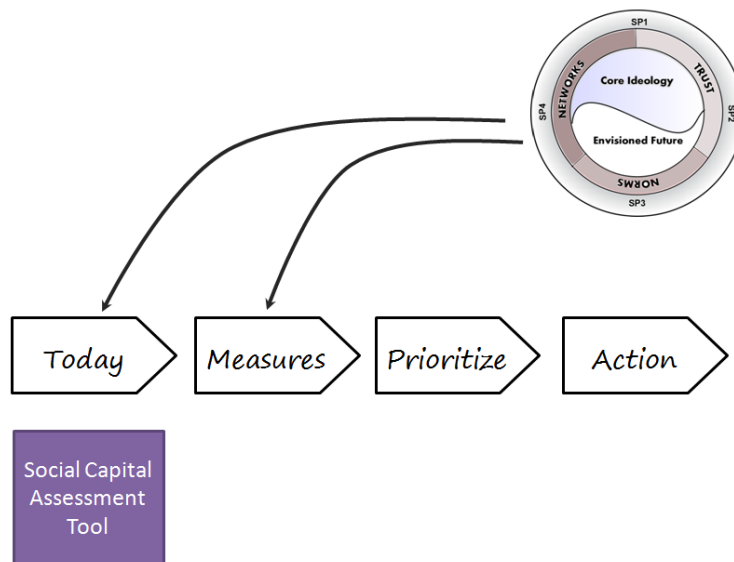 SP1
NETWORKS
TRUST
Core Ideology
SP4
SP2
Envisioned Future
NORMS
SP3
Today
Measures
Prioritize
Action
Social Capital
Assessment
Tool